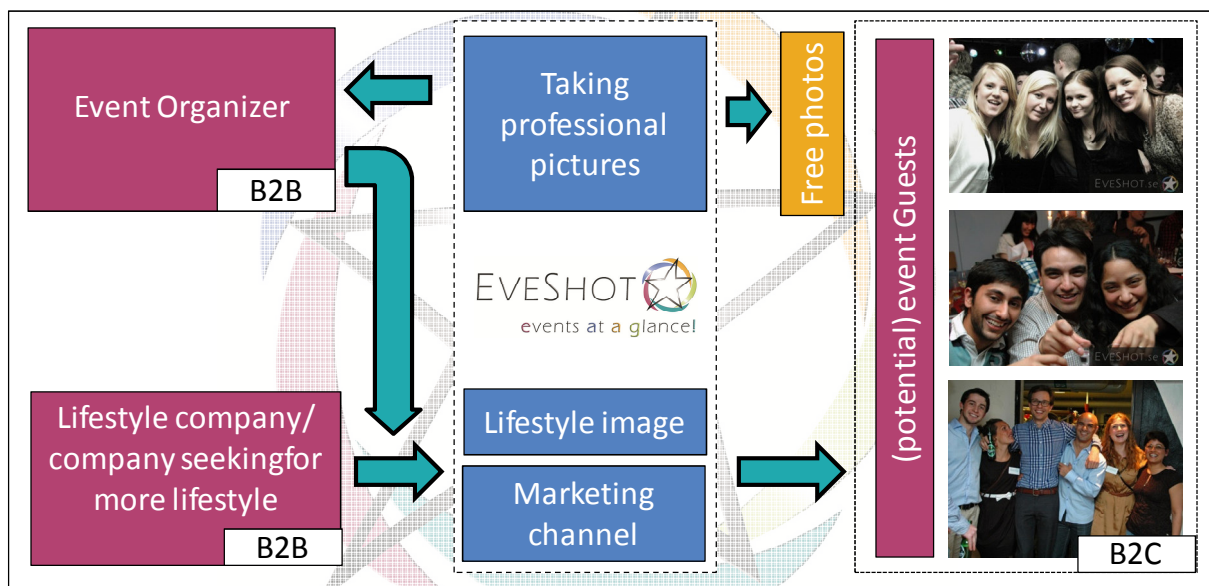 Event Organizer
B2B
Taking
professional
pictures
Free photos
(potential) event Guests
EVESHOT.se
EVESHOT
events at a glance!
EVESHOT.se
Lifestyle company/
company seekingfor
more lifestyle
B2B
Lifestyle image
Marketing
channel
B2C